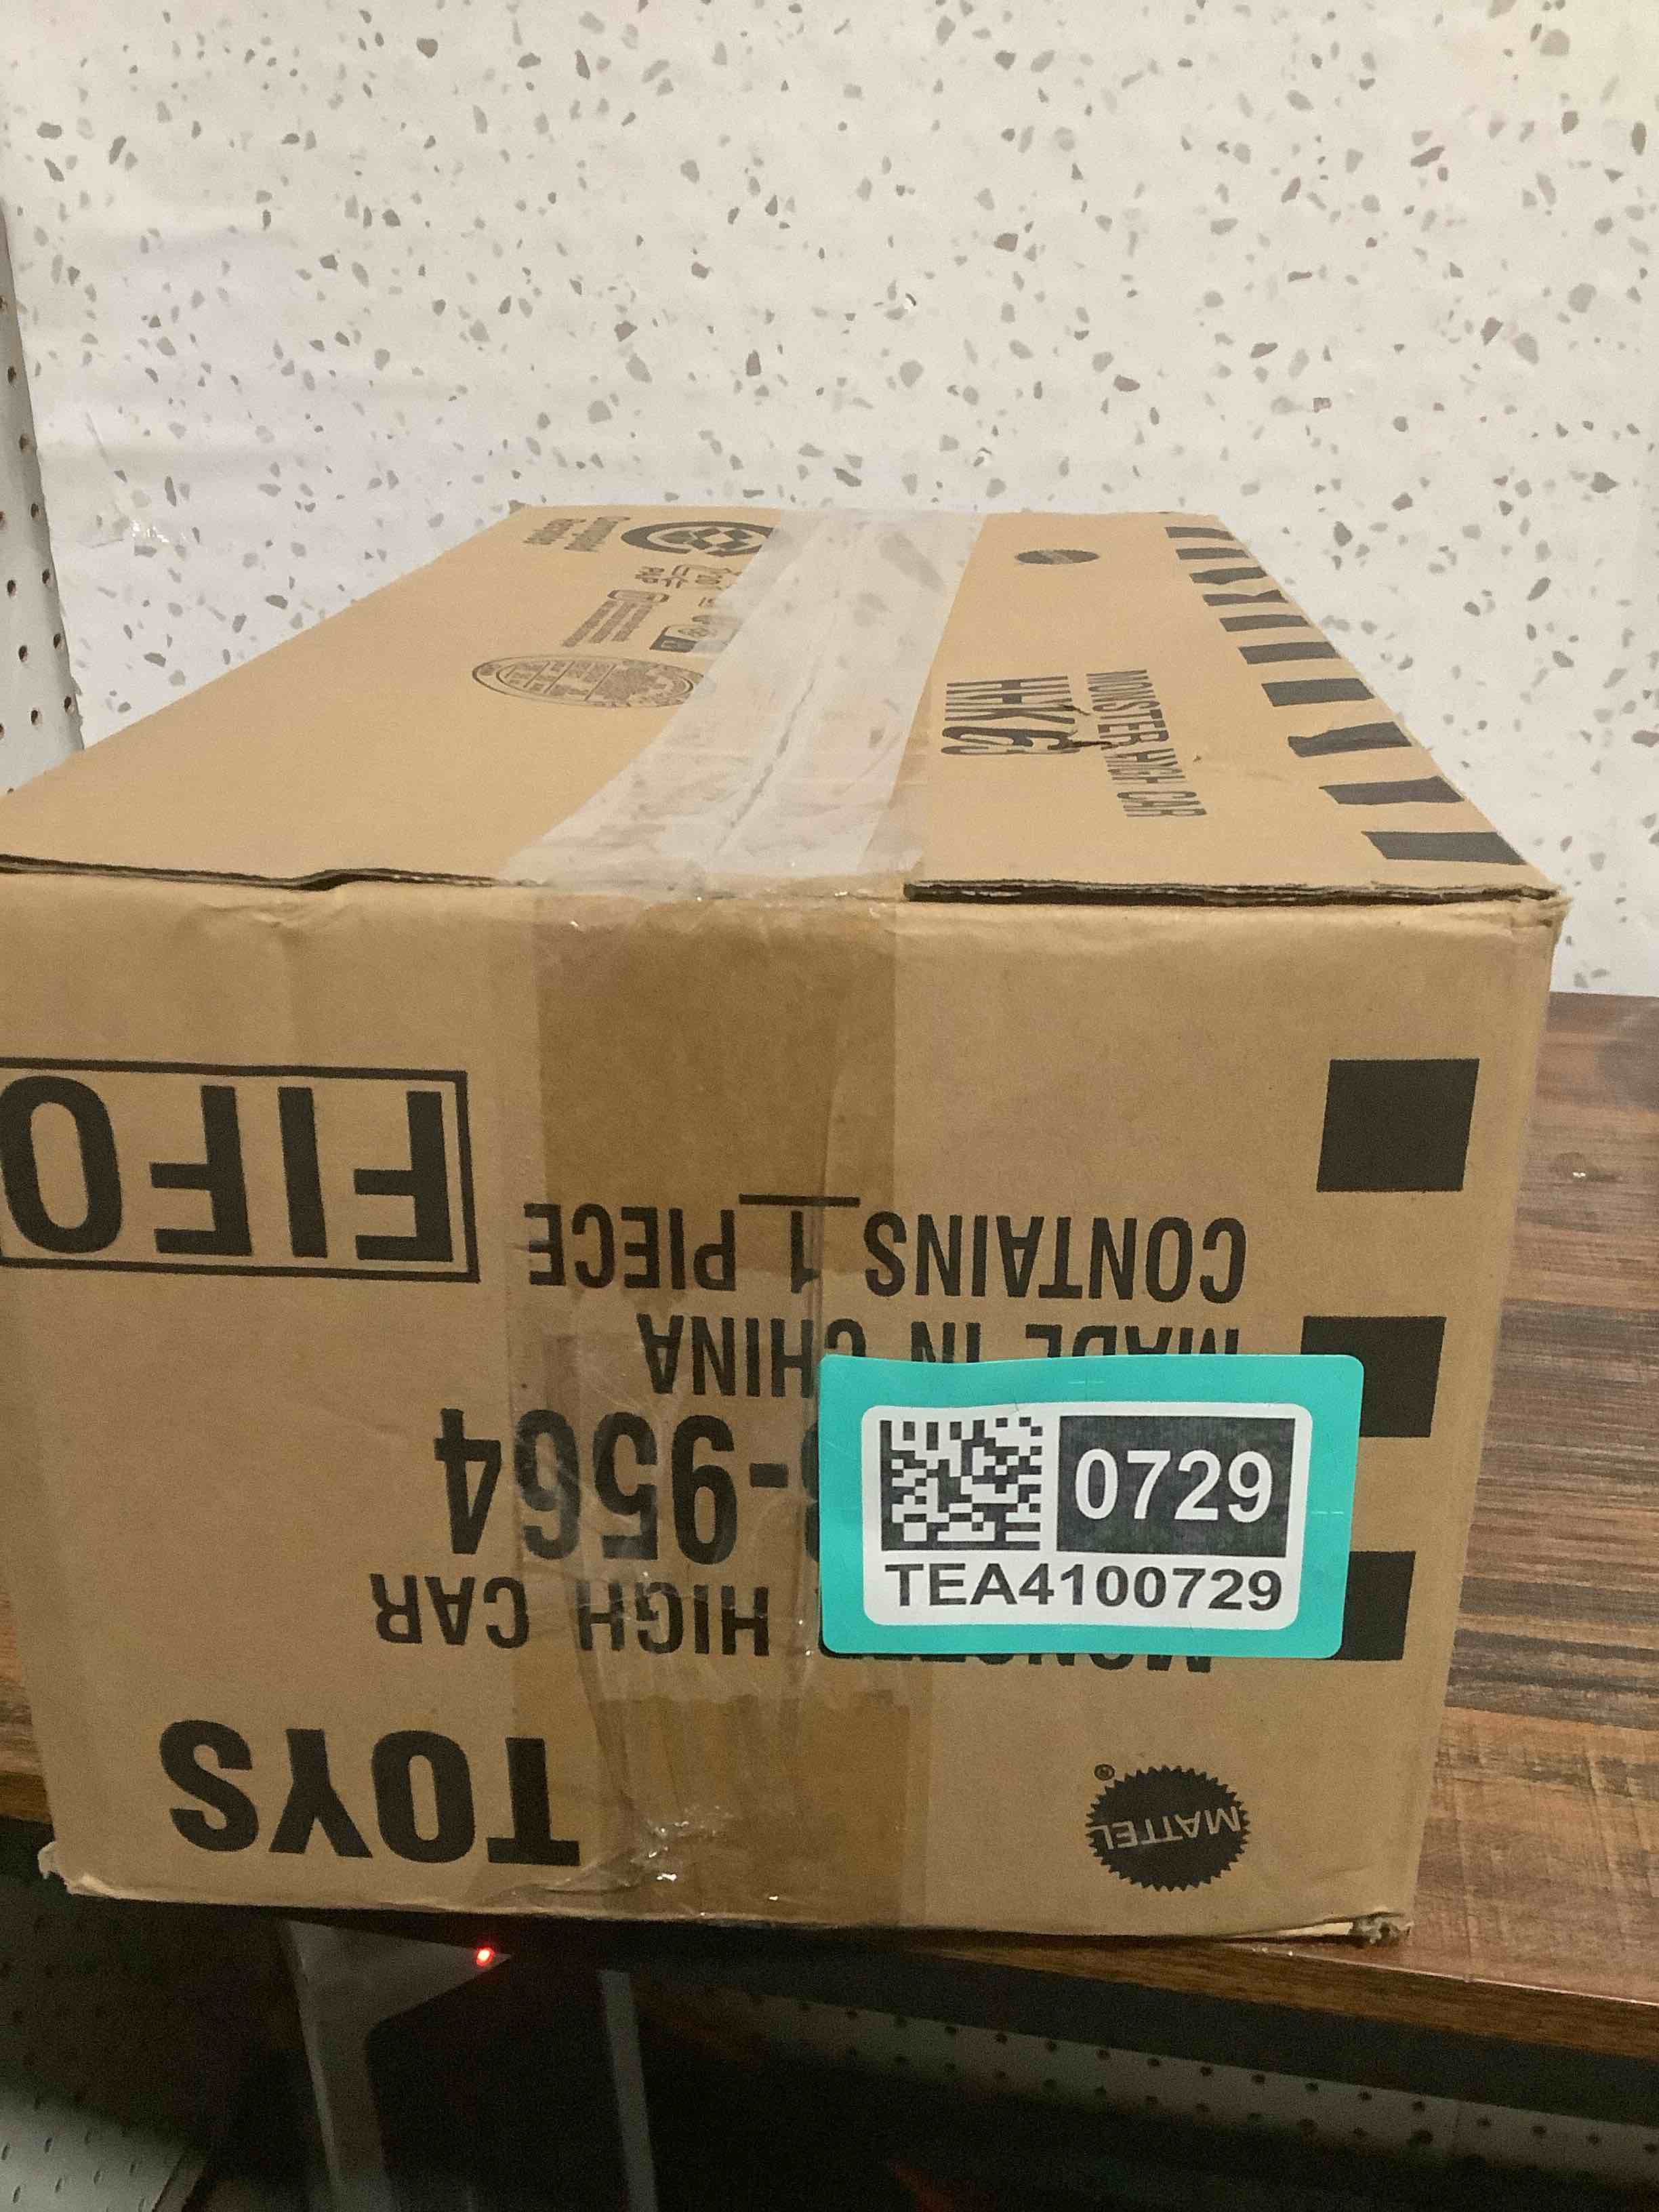 HHK63
MONSTER HIGH CAR
FIFO
CONTAINS 1 PIECE
MADE IN CHINA
-9564
HIGH CAR
TOYS
MATTEL®
0729
TEA4100729